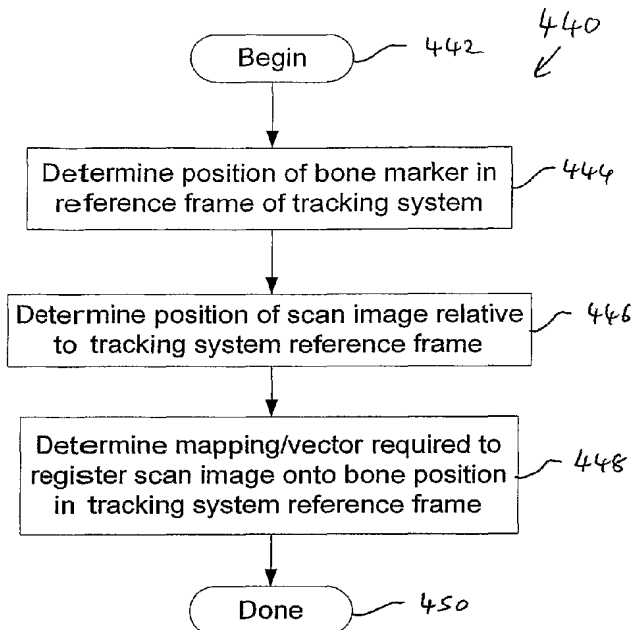 440
Begin
442
Determine position of bone marker in
reference frame of tracking system
444
Determine position of scan image relative
to tracking system reference frame
446
Determine mapping/vector required to
register scan image onto bone position
in tracking system reference frame
448
Done
450